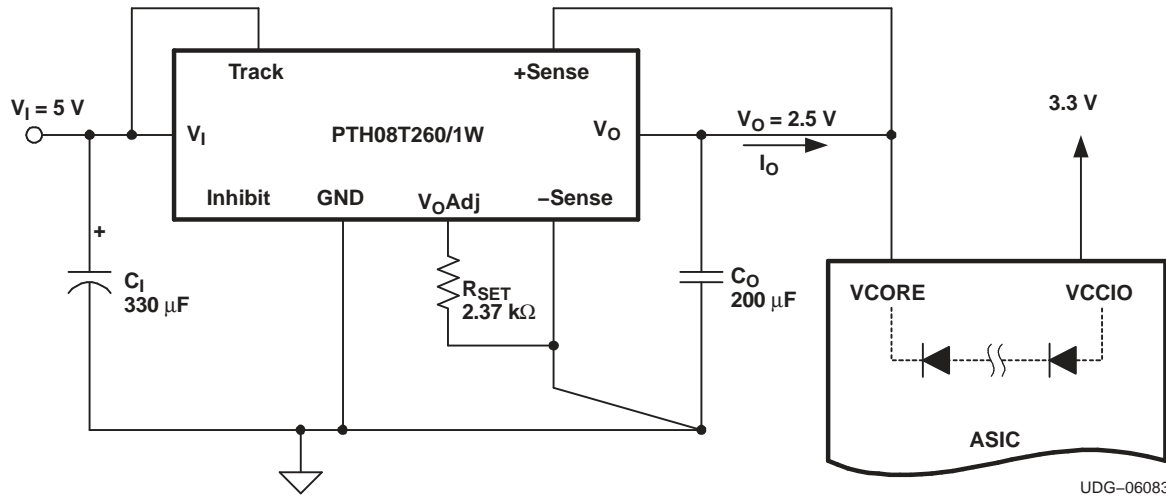 Track
+Sense
V_I = 5 V
3.3 V
V_I
PTH08T260/1W
V_O
V_O = 2.5 V
I_O
Inhibit
GND
V_OAdj
–Sense
+
C_I
330 μF
R_SET
2.37 kΩ
C_O
200 μF
VCORE
VCCIO
ASIC
UDG–06083